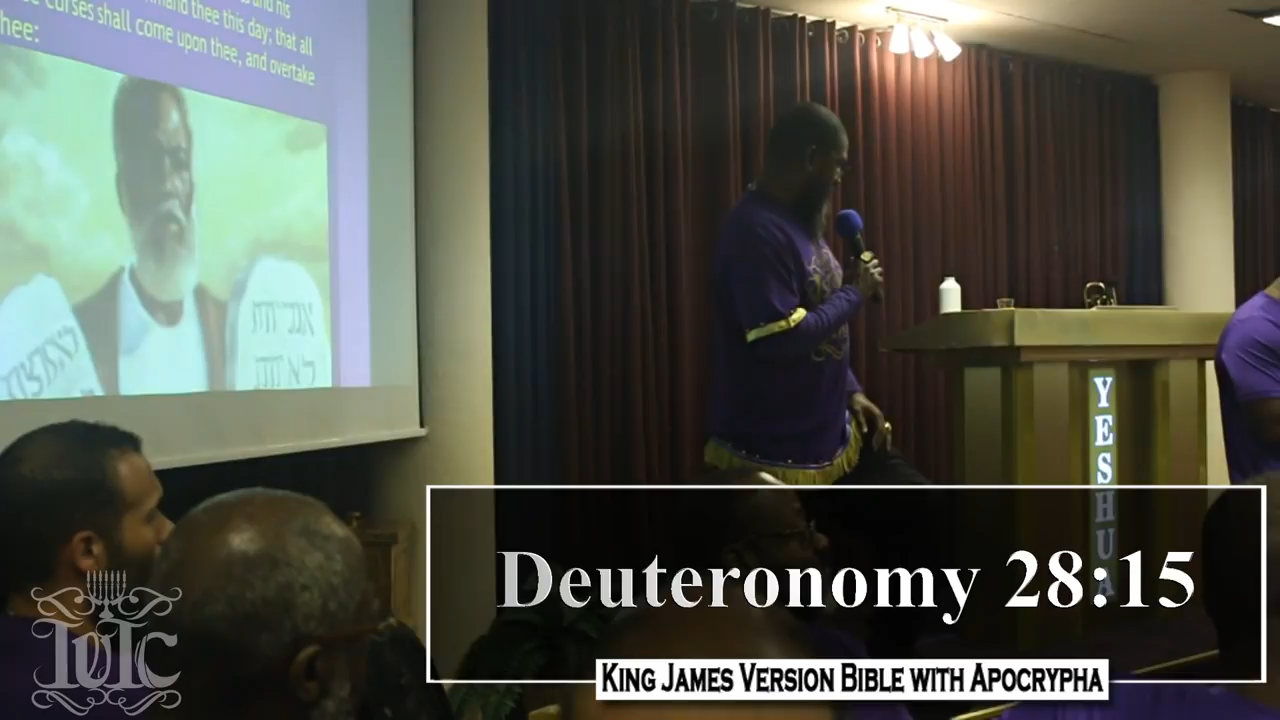 mmand thee this day; that all
curses shall come upon thee, and overtake
thee:
YESHUA
Deuteronomy 28:15
KING JAMES VERSION BIBLE WITH APOCRYPHA
IUIC